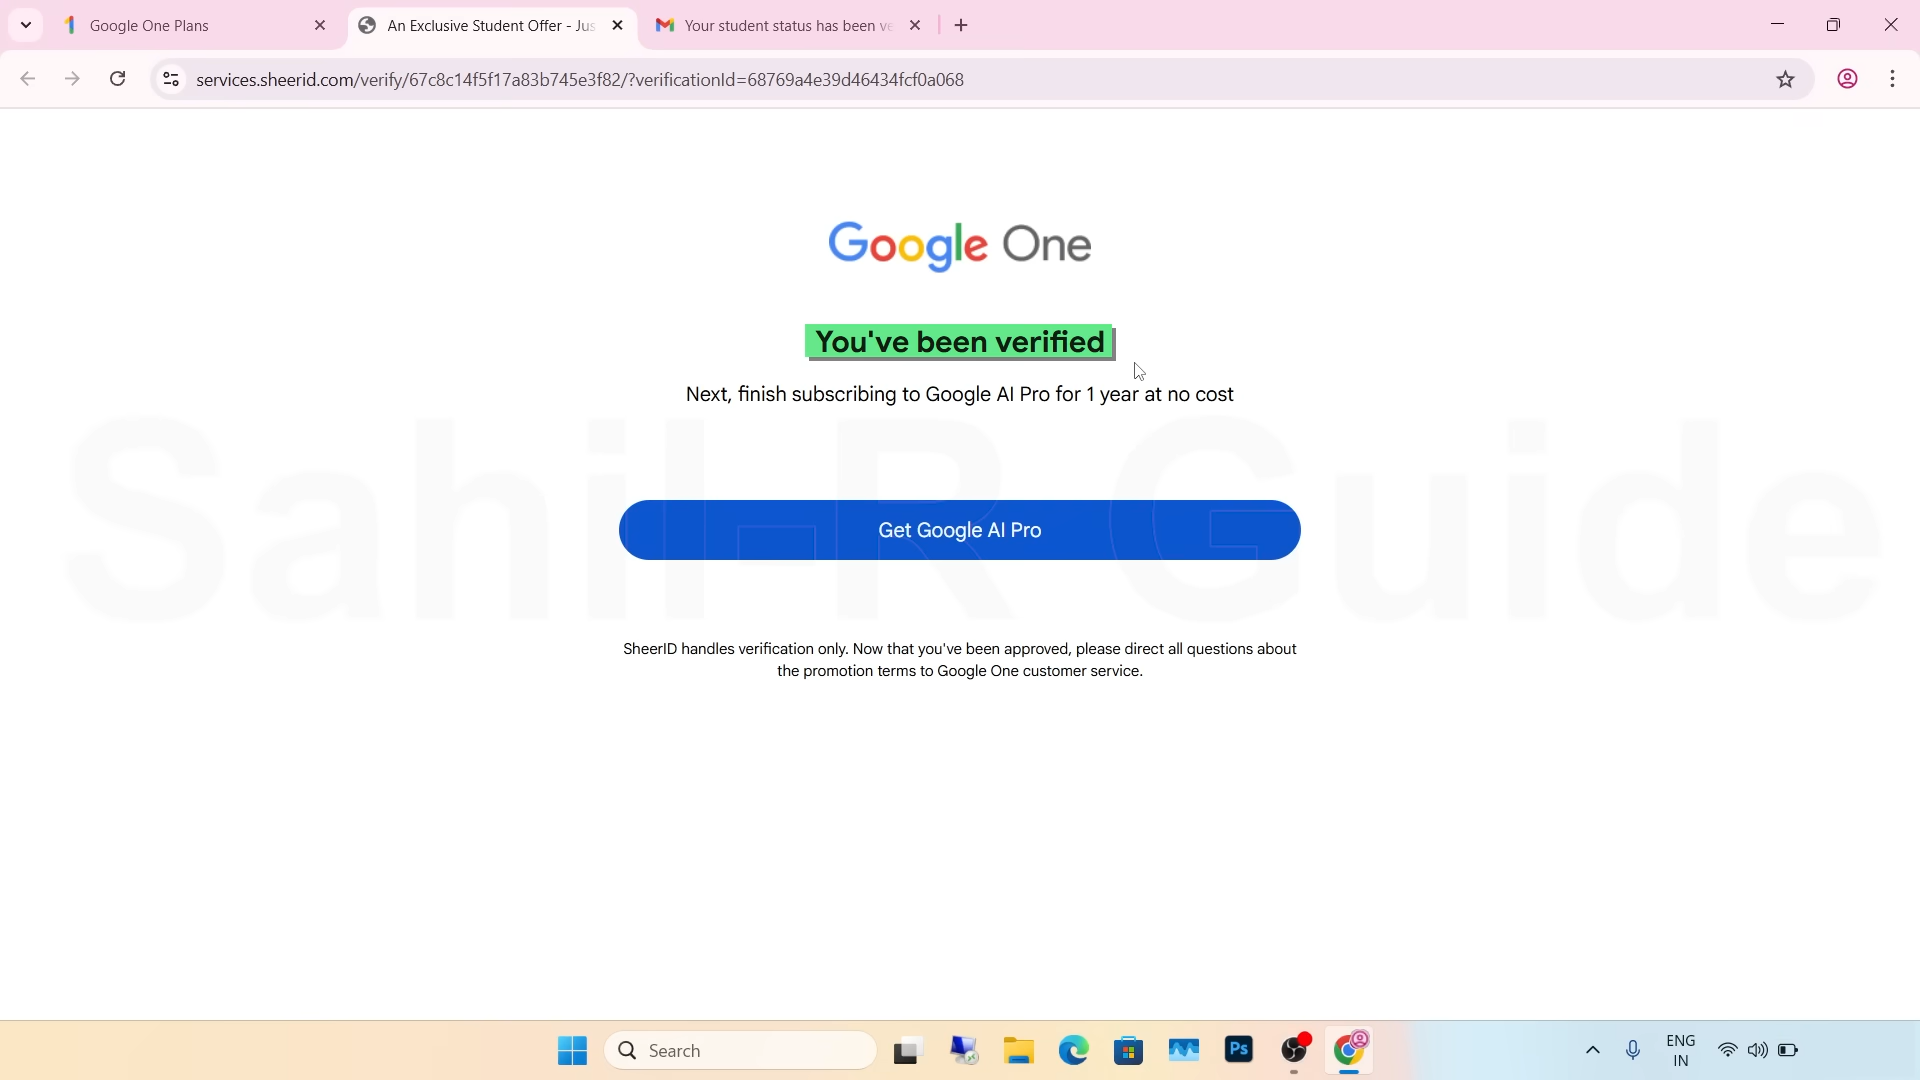 Google One Plans
An Exclusive Student Offer - Jus
Your student status has been ve
services.sheerid.com/verify/67c8c14f5f17a83b745e3f82/?verificationId=68769a4e39d46434fcf0a068
Google One
You've been verified
Next, finish subscribing to Google AI Pro for 1 year at no cost
Sahil-R Guide
Get Google AI Pro
SheerID handles verification only. Now that you've been approved, please direct all questions about
the promotion terms to Google One customer service.
Search
Ps
ENG
IN